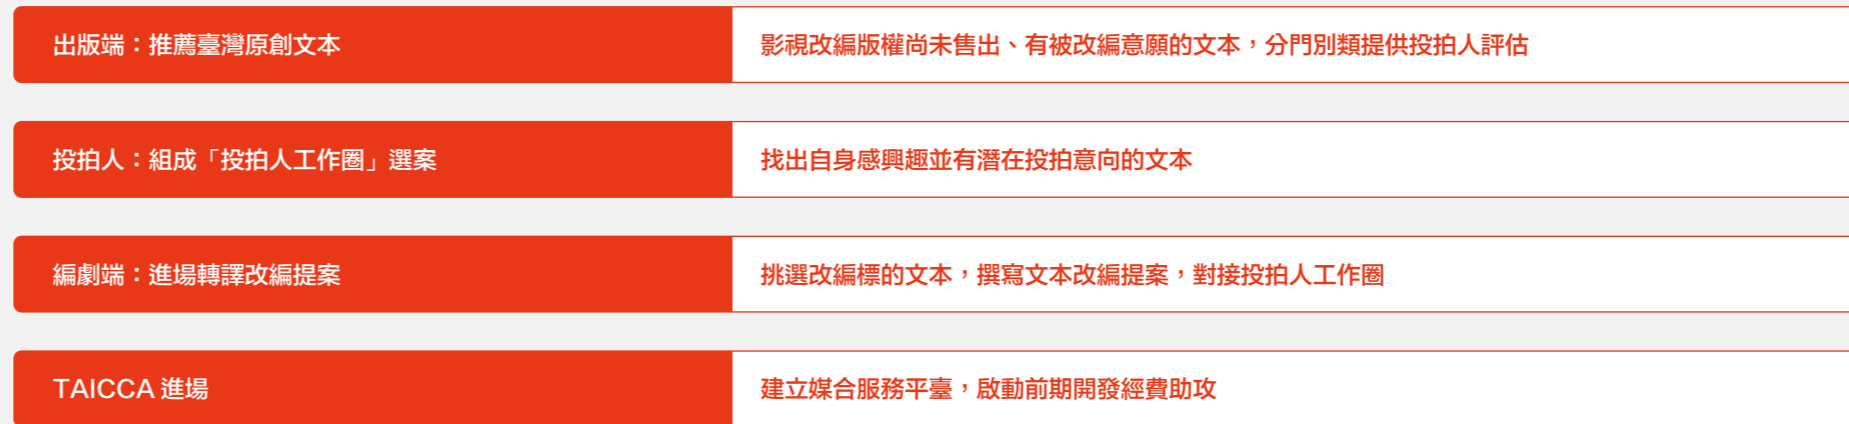 出版端：推薦臺灣原創文本
影視改編版權尚未售出、有被改編意願的文本，分門別類提供投拍人評估
投拍人：組成「投拍人工作圈」選案
找出自身感興趣並有潛在投拍意向的文本
編劇端：進場轉譯改編提案
挑選改編標的文本，撰寫文本改編提案，對接投拍人工作圈
TAICCA 進場
建立媒合服務平臺，啟動前期開發經費助攻